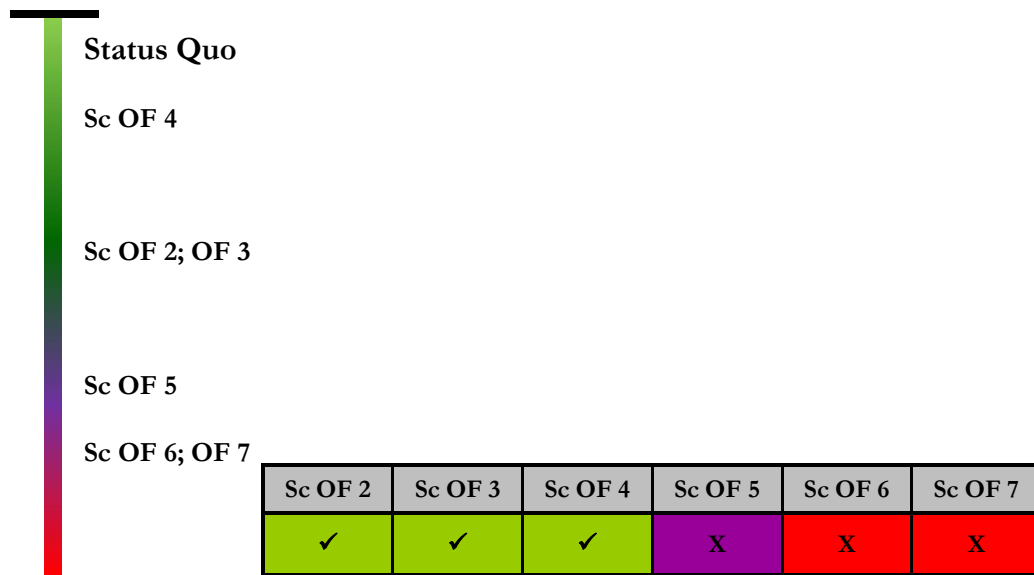 Status Quo
Sc OF 4
Sc OF 2; OF 3
Sc OF 5
Sc OF 6; OF 7
Sc OF 2 Sc OF 3 Sc OF 4 Sc OF 5 Sc OF 6 Sc OF 7
✓ ✓ ✓ X X X